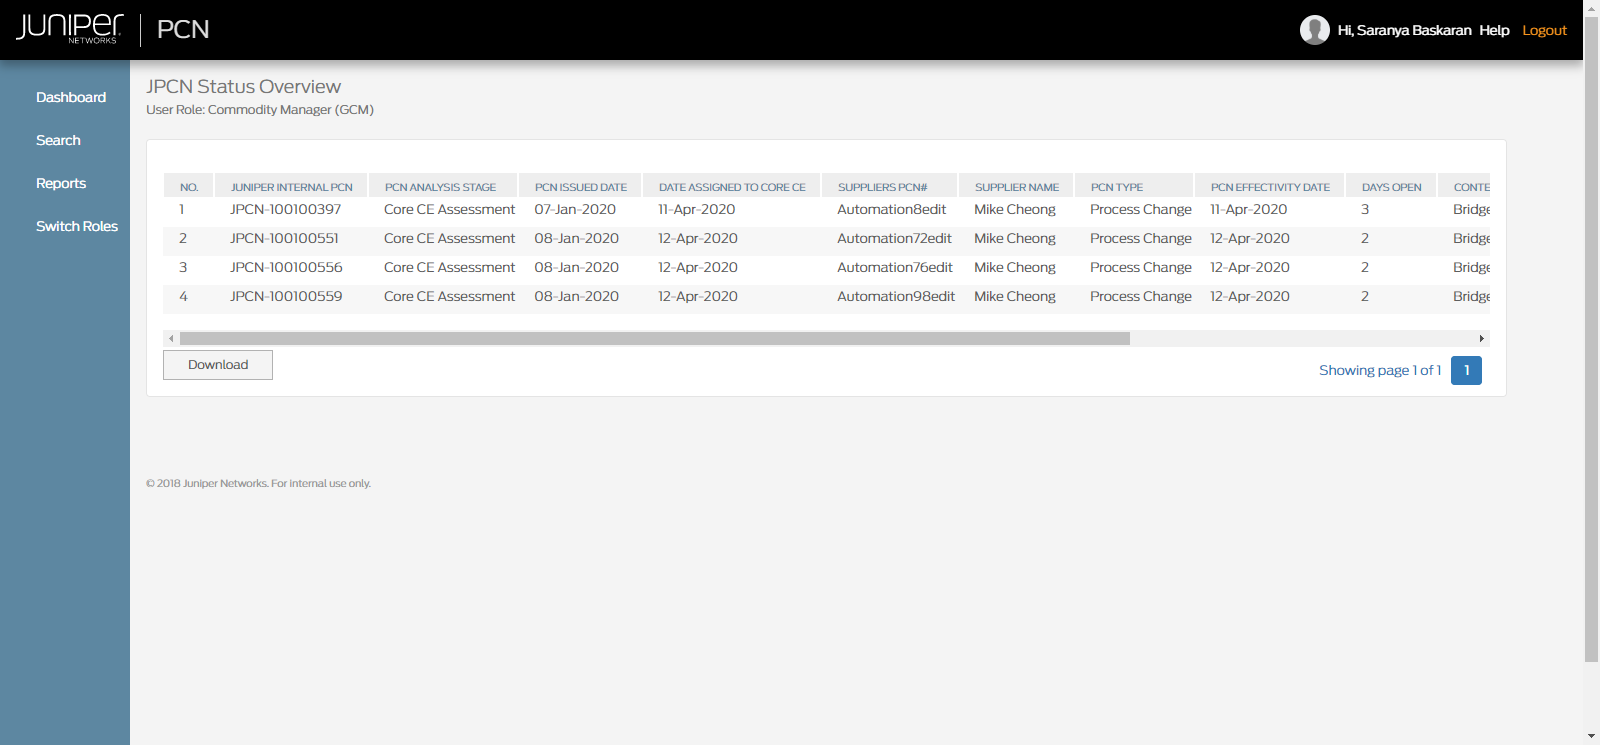 JUNIPER NETWORKS PCN Hi, Saranya Baskaran Help Logout
Dashboard
Search
Reports
Switch Roles
JPCN Status Overview
User Role: Commodity Manager (GCM)
NO. JUNIPER INTERNAL PCN PCN ANALYSIS STAGE PCN ISSUED DATE DATE ASSIGNED TO CORE CE SUPPLIERS PCN# SUPPLIER NAME PCN TYPE PCN EFFECTIVITY DATE DAYS OPEN CONTE
1 JPCN-100100397 Core CE Assessment 07-Jan-2020 11-Apr-2020 Automation8edit Mike Cheong Process Change 11-Apr-2020 3 Bridge
2 JPCN-100100551 Core CE Assessment 08-Jan-2020 12-Apr-2020 Automation72edit Mike Cheong Process Change 12-Apr-2020 2 Bridge
3 JPCN-100100556 Core CE Assessment 08-Jan-2020 12-Apr-2020 Automation76edit Mike Cheong Process Change 12-Apr-2020 2 Bridge
4 JPCN-100100559 Core CE Assessment 08-Jan-2020 12-Apr-2020 Automation98edit Mike Cheong Process Change 12-Apr-2020 2 Bridge
Download
Showing page 1 of 1 1
© 2018 Juniper Networks. For internal use only.